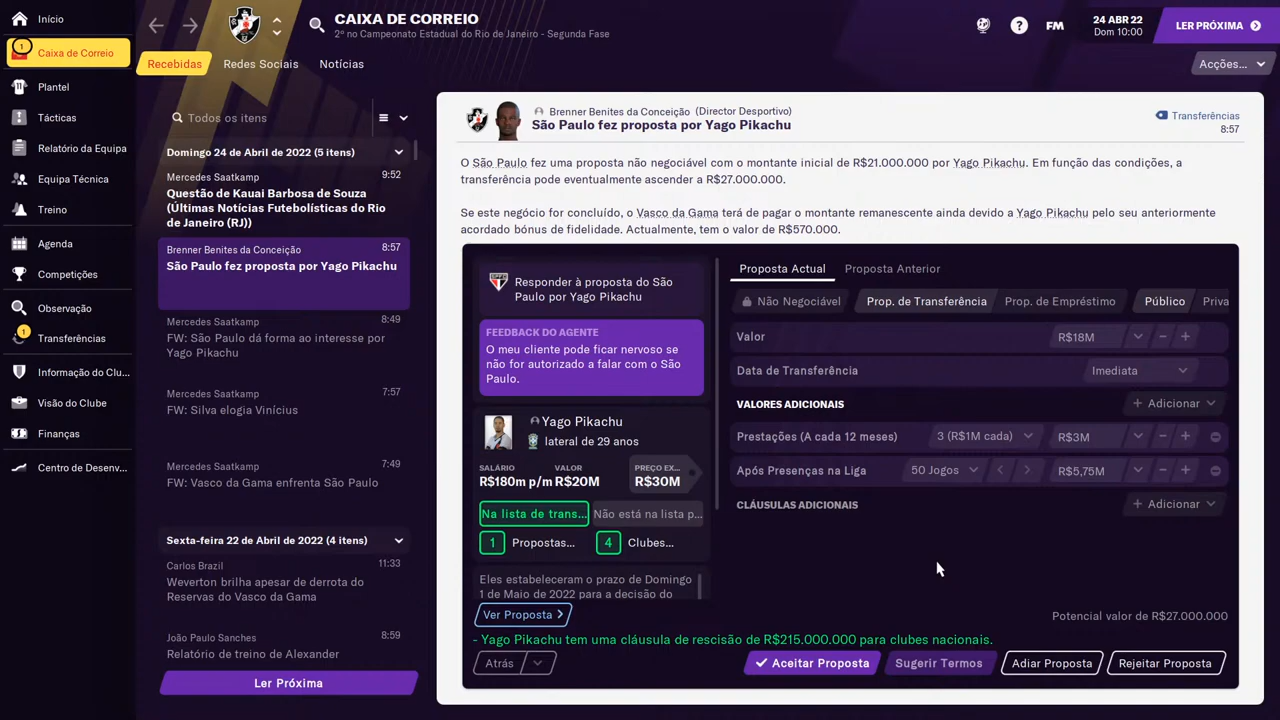 Início
1
Caixa de Correio
Plantel
Tácticas
Relatório da Equipa
Equipa Técnica
Treino
Agenda
Competições
Observação
1
Transferências
Informação do Clu...
Visão do Clube
Finanças
Centro de Desenv...
CAIXA DE CORREIO
2º no Campeonato Estadual do Rio de Janeiro - Segunda Fase
?
FM
24 ABR 22
Dom 10:00
LER PRÓXIMA
Recebidas
Redes Sociais
Notícias
Acções...
Todos os itens
Domingo 24 de Abril de 2022 (5 itens)
Mercedes Saatkamp 9:52
Questão de Kauai Barbosa de Souza
(Últimas Notícias Futebolísticas do Rio
de Janeiro (RJ))
Brenner Benites da Conceição 8:57
São Paulo fez proposta por Yago Pikachu
Mercedes Saatkamp 8:49
FW: São Paulo dá forma ao interesse por
Yago Pikachu
Mercedes Saatkamp 7:57
FW: Silva elogia Vinícius
Mercedes Saatkamp 7:49
FW: Vasco da Gama enfrenta São Paulo
Sexta-feira 22 de Abril de 2022 (4 itens)
Carlos Brazil 11:33
Weverton brilha apesar de derrota do
Reservas do Vasco da Gama
João Paulo Sanches 8:59
Relatório de treino de Alexander
Ler Próxima
Brenner Benites da Conceição (Director Desportivo)
São Paulo fez proposta por Yago Pikachu
Transferências
8:57
O São Paulo fez uma proposta não negociável com o montante inicial de R$21.000.000 por Yago Pikachu. Em função das condições, a
transferência pode eventualmente ascender a R$27.000.000.
Se este negócio for concluído, o Vasco da Gama terá de pagar o montante remanescente ainda devido a Yago Pikachu pelo seu anteriormente
acordado bónus de fidelidade. Actualmente, tem o valor de R$570.000.
Responder à proposta do São
Paulo por Yago Pikachu
FEEDBACK DO AGENTE
O meu cliente pode ficar nervoso se
não for autorizado a falar com o São
Paulo.
Yago Pikachu
lateral de 29 anos
SALÁRIO VALOR PREÇO EX...
R$180m p/m R$20M R$30M
Na lista de trans... Não está na lista p...
1 Propostas... 4 Clubes...
Eles estabeleceram o prazo de Domingo
1 de Maio de 2022 para a decisão do
Ver Proposta
Proposta Actual Proposta Anterior
Não Negociável Prop. de Transferência Prop. de Empréstimo Público Priva
Valor R$18M
Data de Transferência Imediata
VALORES ADICIONAIS + Adicionar
Prestações (A cada 12 meses) 3 (R$1M cada) R$3M
Após Presenças na Liga 50 Jogos R$5,75M
CLÁUSULAS ADICIONAIS + Adicionar
Potencial valor de R$27.000.000
- Yago Pikachu tem uma cláusula de rescisão de R$215.000.000 para clubes nacionais.
Atrás Aceitar Proposta Sugerir Termos Adiar Proposta Rejeitar Proposta